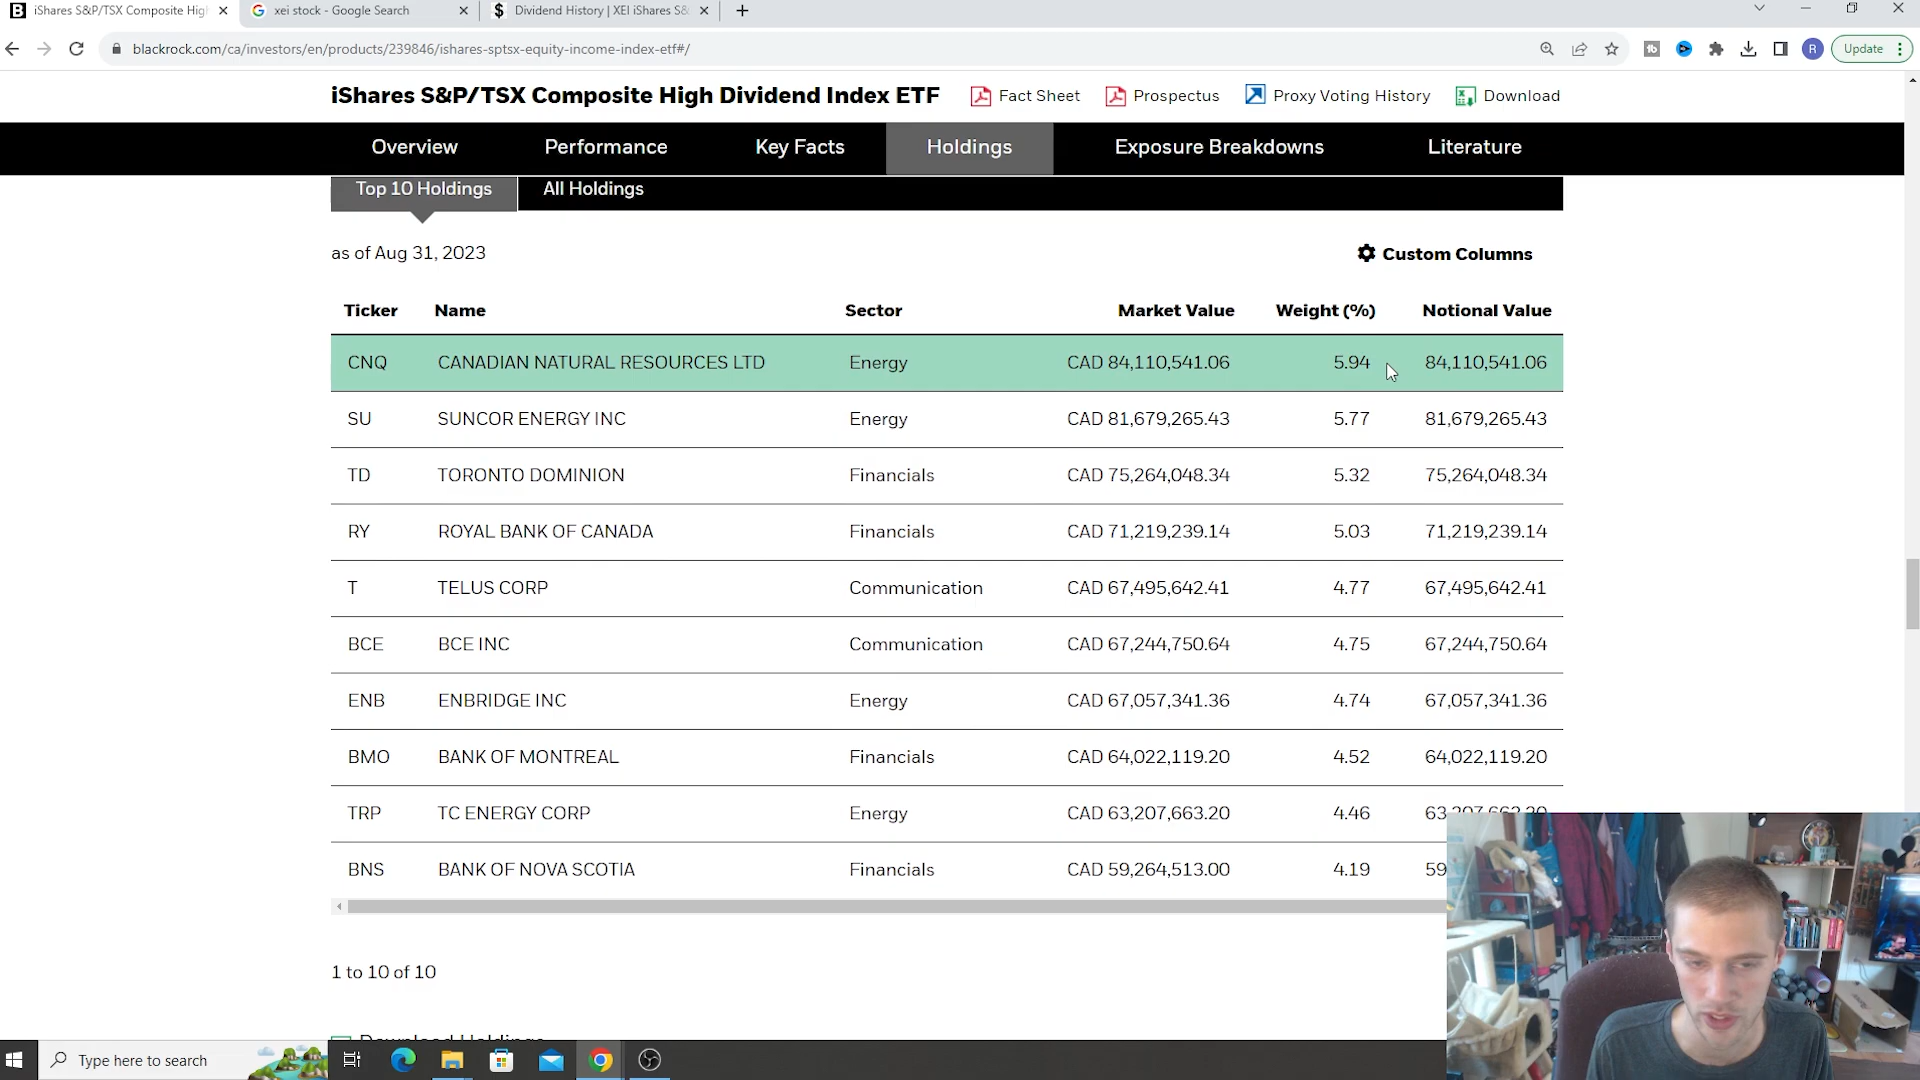 iShares S&P/TSX Composite High
xei stock - Google Search
Dividend History | XEI iShares S&
blackrock.com/ca/investors/en/products/239846/ishares-sptsx-equity-income-index-etf#/
R
Update
iShares S&P/TSX Composite High Dividend Index ETF
Fact Sheet
Prospectus
Proxy Voting History
Download
Overview
Performance
Key Facts
Holdings
Exposure Breakdowns
Literature
Top 10 Holdings
All Holdings
as of Aug 31, 2023
Custom Columns
Ticker Name Sector Market Value Weight (%) Notional Value
CNQ CANADIAN NATURAL RESOURCES LTD Energy CAD 84,110,541.06 5.94 84,110,541.06
SU SUNCOR ENERGY INC Energy CAD 81,679,265.43 5.77 81,679,265.43
TD TORONTO DOMINION Financials CAD 75,264,048.34 5.32 75,264,048.34
RY ROYAL BANK OF CANADA Financials CAD 71,219,239.14 5.03 71,219,239.14
T TELUS CORP Communication CAD 67,495,642.41 4.77 67,495,642.41
BCE BCE INC Communication CAD 67,244,750.64 4.75 67,244,750.64
ENB ENBRIDGE INC Energy CAD 67,057,341.36 4.74 67,057,341.36
BMO BANK OF MONTREAL Financials CAD 64,022,119.20 4.52 64,022,119.20
TRP TC ENERGY CORP Energy CAD 63,207,663.20 4.46 63,207,663.20
BNS BANK OF NOVA SCOTIA Financials CAD 59,264,513.00 4.19 59
1 to 10 of 10
Download Holdings
Type here to search